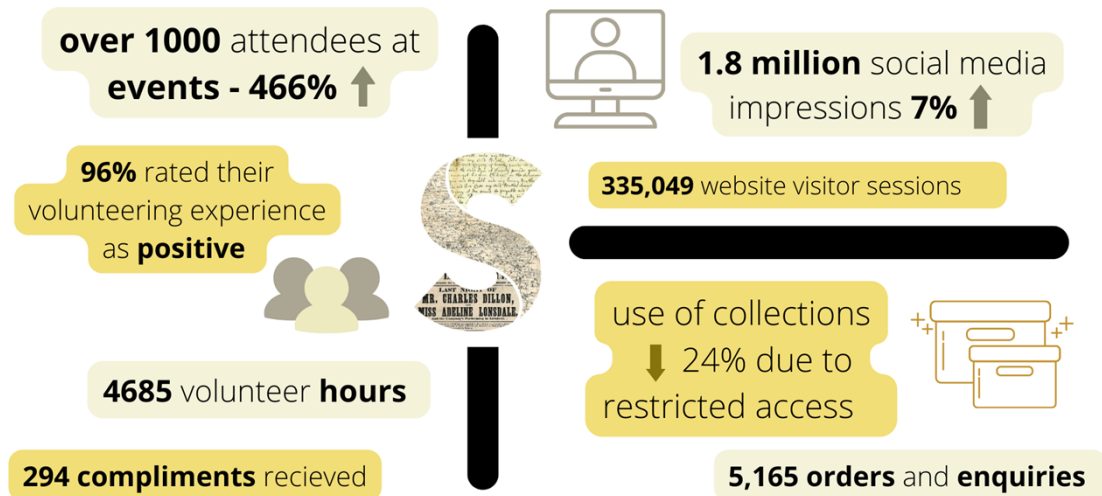 over 1000 attendees at
events - 466%
96% rated their
volunteering experience
as positive
4685 volunteer hours
294 compliments recieved
LAST NIGHT OF
MR. CHARLES DILLON,
MISS ADELINE LONSDALE,
1.8 million social media
impressions 7%
335,049 website visitor sessions
use of collections
24% due to
restricted access
5,165 orders and enquiries